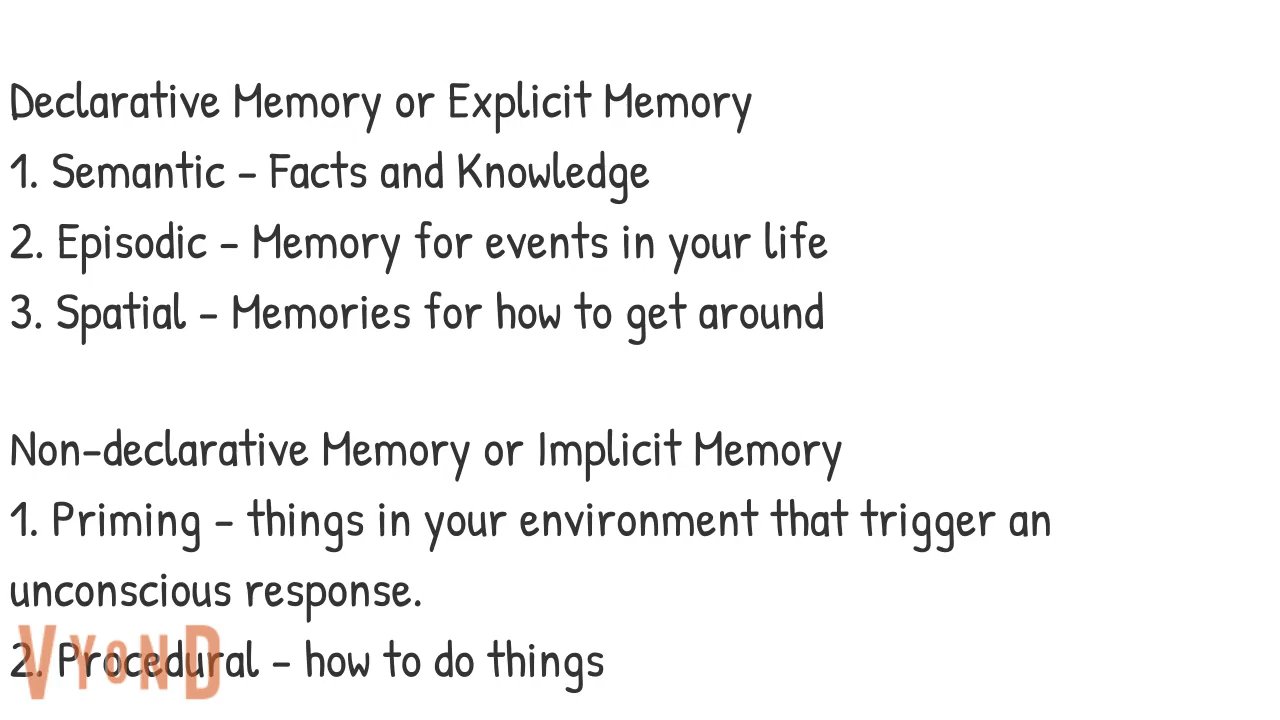 Declarative Memory or Explicit Memory
1. Semantic - Facts and Knowledge
2. Episodic - Memory for events in your life
3. Spatial - Memories for how to get around
Non-declarative Memory or Implicit Memory
1. Priming - things in your environment that trigger an
unconscious response.
2. Procedural - how to do things
VYOND